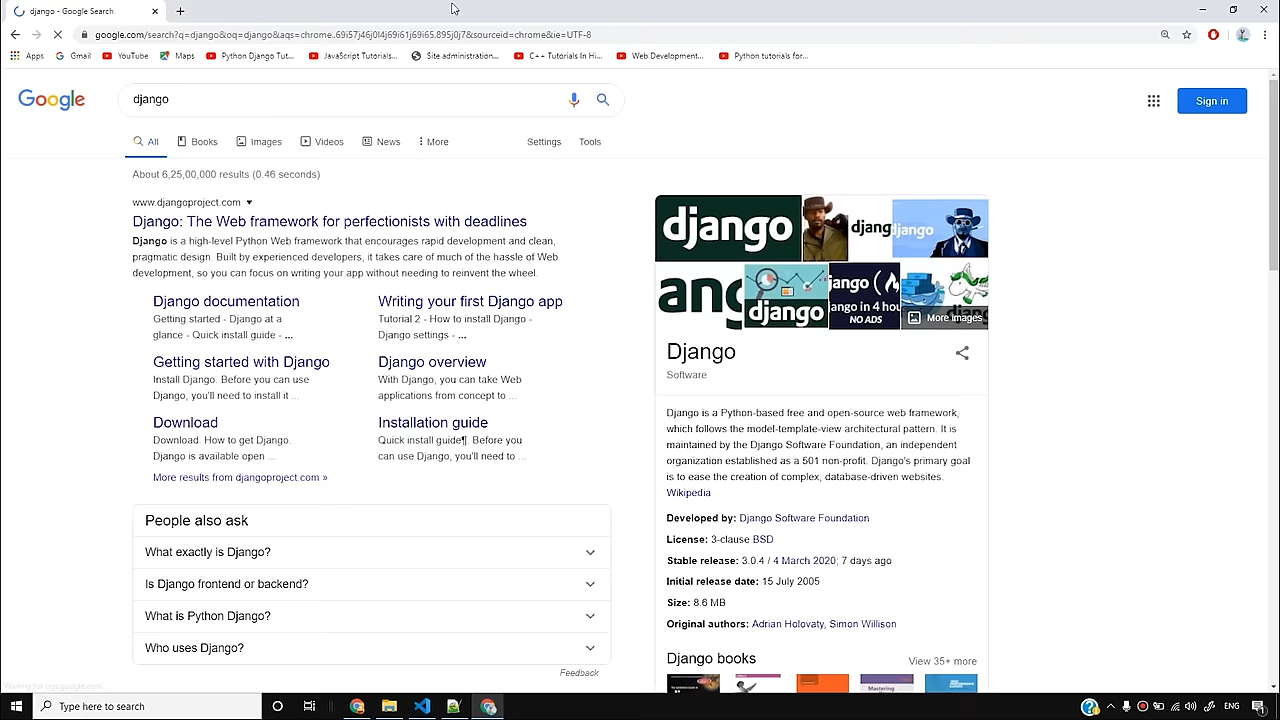 django - Google Search
google.com/search?q=django&oq=django&aqs=chrome..69i57j46j0l4j69i61j69i65.895j0j7&sourceid=chrome&ie=UTF-8
Apps
Gmail
YouTube
Maps
Python Django Tut...
JavaScript Tutorials...
Site administration...
C++ Tutorials In Hi...
Web Development...
Python tutorials for...
Google
django
Sign in
All
Books
Images
Videos
News
More
Settings
Tools
About 6,25,00,000 results (0.46 seconds)
www.djangoproject.com
Django: The Web framework for perfectionists with deadlines
Django is a high-level Python Web framework that encourages rapid development and clean,
pragmatic design. Built by experienced developers, it takes care of much of the hassle of Web
development, so you can focus on writing your app without needing to reinvent the wheel.
Django documentation
Getting started - Django at a
glance - Quick install guide - ...
Writing your first Django app
Tutorial 2 - How to install Django -
Django settings - ...
Getting started with Django
Install Django. Before you can use
Django, you'll need to install it ...
Django overview
With Django, you can take Web
applications from concept to ...
Download
Download. How to get Django.
Django is available open ...
Installation guide
Quick install guide¶. Before you
can use Django, you'll need to ...
More results from djangoproject.com »
People also ask
What exactly is Django?
Is Django frontend or backend?
What is Python Django?
Who uses Django?
Feedback
django
djang
django
ang
django
django
django in 4 hou
NO ADS
More images
Django
Software
Django is a Python-based free and open-source web framework,
which follows the model-template-view architectural pattern. It is
maintained by the Django Software Foundation, an independent
organization established as a 501 non-profit. Django's primary goal
is to ease the creation of complex, database-driven websites.
Wikipedia
Developed by: Django Software Foundation
License: 3-clause BSD
Stable release: 3.0.4 / 4 March 2020; 7 days ago
Initial release date: 15 July 2005
Size: 8.6 MB
Original authors: Adrian Holovaty, Simon Willison
Django books
View 35+ more
Mastering
Waiting for ogs.google.com...
Type here to search
ENG